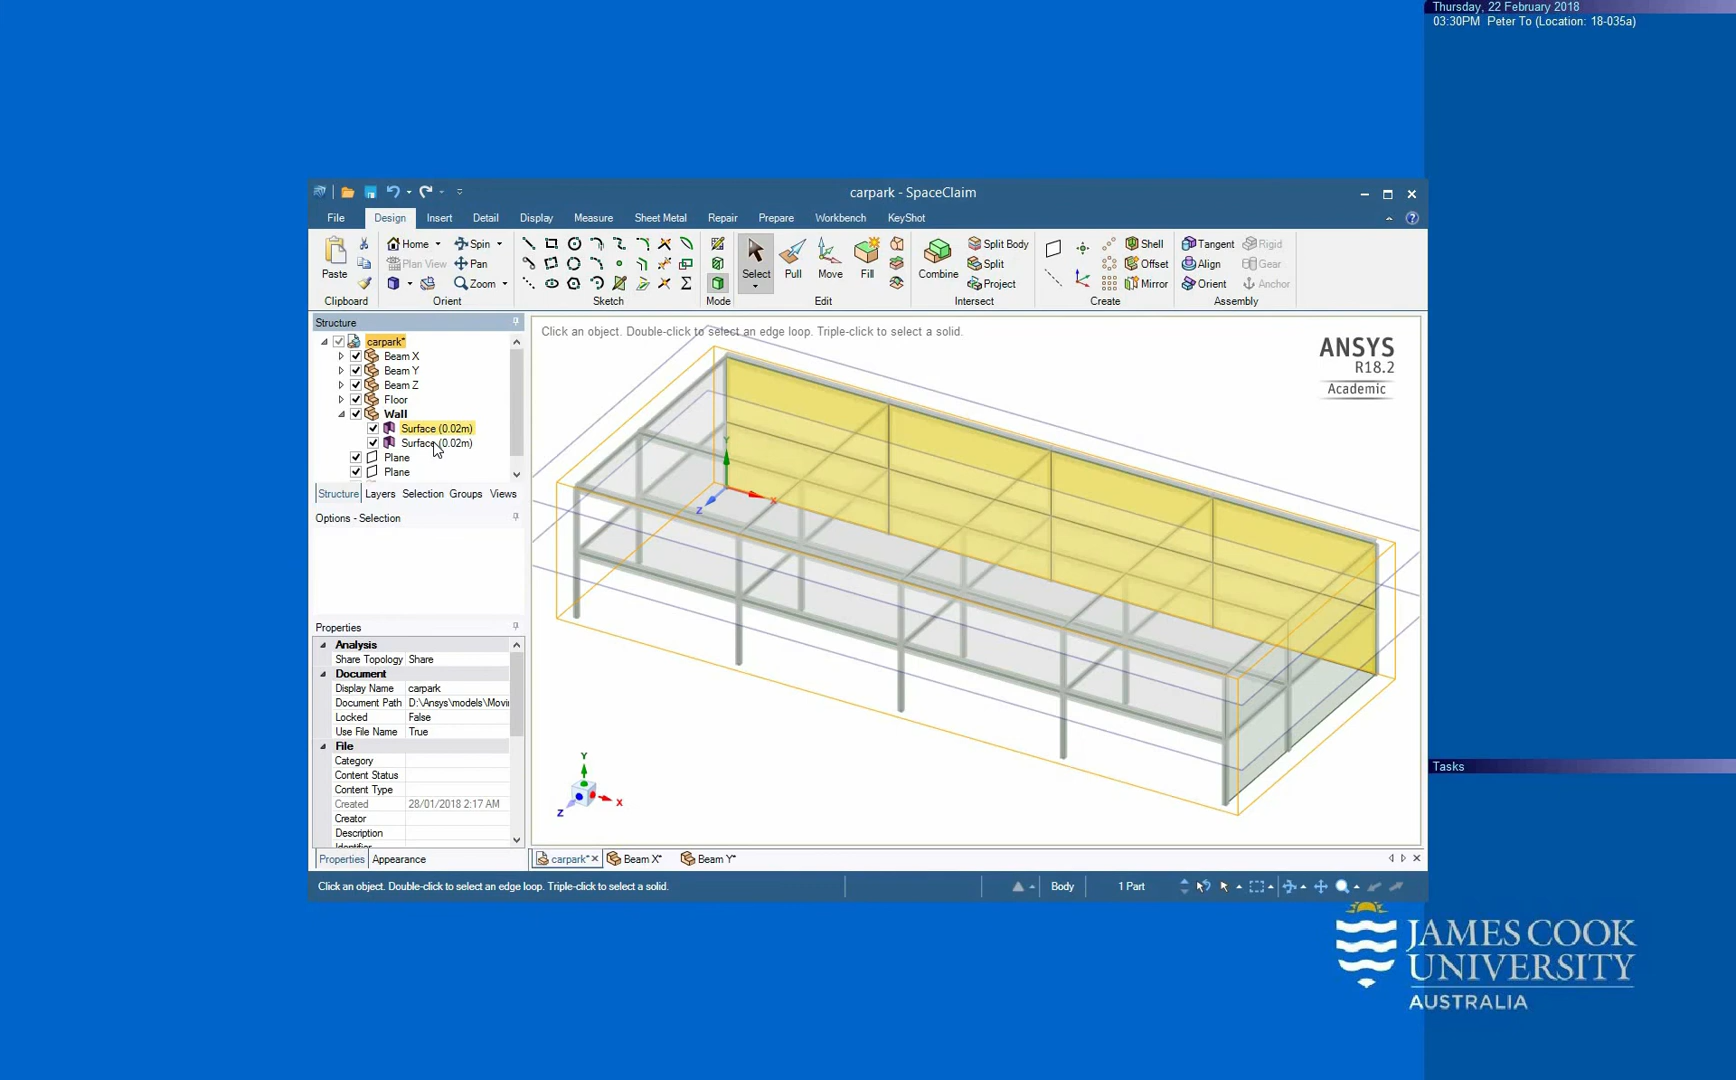 Thursday, 22 February 2018
03:30PM Peter To (Location: 18-035a)
carpark - SpaceClaim
File Design Insert Detail Display Measure Sheet Metal Repair Prepare Workbench KeyShot
Paste
Clipboard
Home Spin
Plan View Pan
Zoom
Orient
Sketch
Mode
Select Pull Move Fill
Edit
Combine
Split Body
Split
Project
Intersect
Shell
Offset
Mirror
Create
Tangent Rigid
Align Gear
Orient Anchor
Assembly
Structure
carpark*
Beam X
Beam Y
Beam Z
Floor
Wall
Surface (0.02m)
Surface (0.02m)
Plane
Plane
Structure Layers Selection Groups Views
Options - Selection
Properties
Analysis
Share Topology Share
Document
Display Name carpark
Document Path D:\Ansys\models\Movi
Locked False
Use File Name True
File
Category
Content Status
Content Type
Created 28/01/2018 2:17 AM
Creator
Description
Properties Appearance
Click an object. Double-click to select an edge loop. Triple-click to select a solid.
ANSYS
R18.2
Academic
Y
X
Z
Y
X
Z
carpark* Beam X* Beam Y*
Click an object. Double-click to select an edge loop. Triple-click to select a solid.
Body 1 Part
Tasks
JAMES COOK
UNIVERSITY
AUSTRALIA